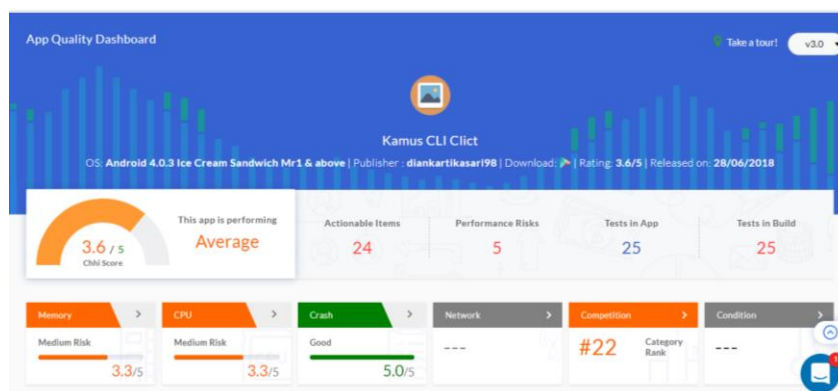 App Quality Dashboard
Take a tour!
v3.0
Kamus CLI Clict
OS: Android 4.0.3 Ice Cream Sandwich Mr1 & above | Publisher : diankartikasari98 | Download: | Rating: 3.6/5 | Released on: 28/06/2018
3.6 / 5
Chhi Score
This app is performing
Average
Actionable Items
24
Performance Risks
5
Tests in App
25
Tests in Build
25
Memory >
Medium Risk
3.3/5
CPU >
Medium Risk
3.3/5
Crash >
Good
5.0/5
Network >
---
Competition >
#22
Category
Rank
Condition >
---
1